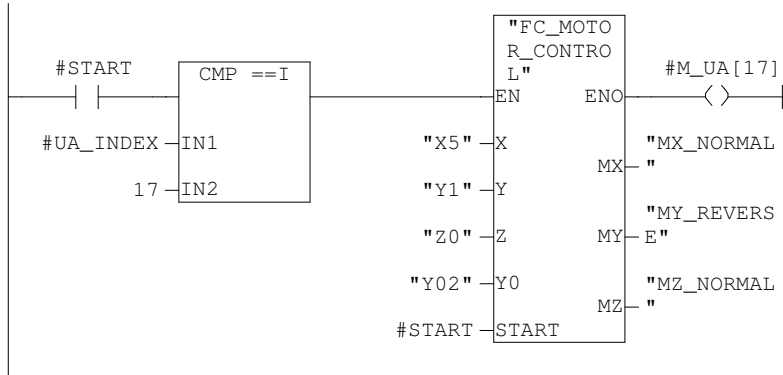 "FC_MOTO
R_CONTRO
L"
#START
CMP ==I
#M_UA[17]
EN ENO
#UA_INDEX IN1
"X5" X
"MX_NORMAL
MX "
17 IN2
"Y1" Y
"MY_REVERS
"Z0" Z
MY E"
"Y02" Y0
"MZ_NORMAL
MZ "
#START START